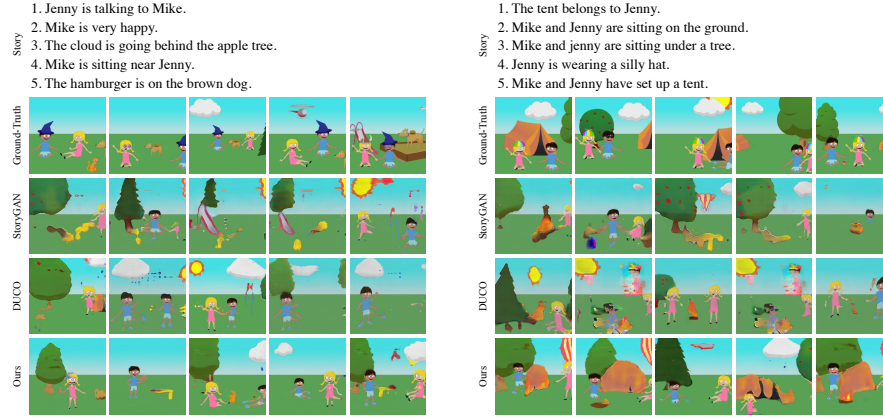 Story
1. Jenny is talking to Mike.
2. Mike is very happy.
3. The cloud is going behind the apple tree.
4. Mike is sitting near Jenny.
5. The hamburger is on the brown dog.
Ground-Truth
StoryGAN
DUCO
Ours
Story
1. The tent belongs to Jenny.
2. Mike and Jenny are sitting on the ground.
3. Mike and jenny are sitting under a tree.
4. Jenny is wearing a silly hat.
5. Mike and Jenny have set up a tent.
Ground-Truth
StoryGAN
DUCO
Ours